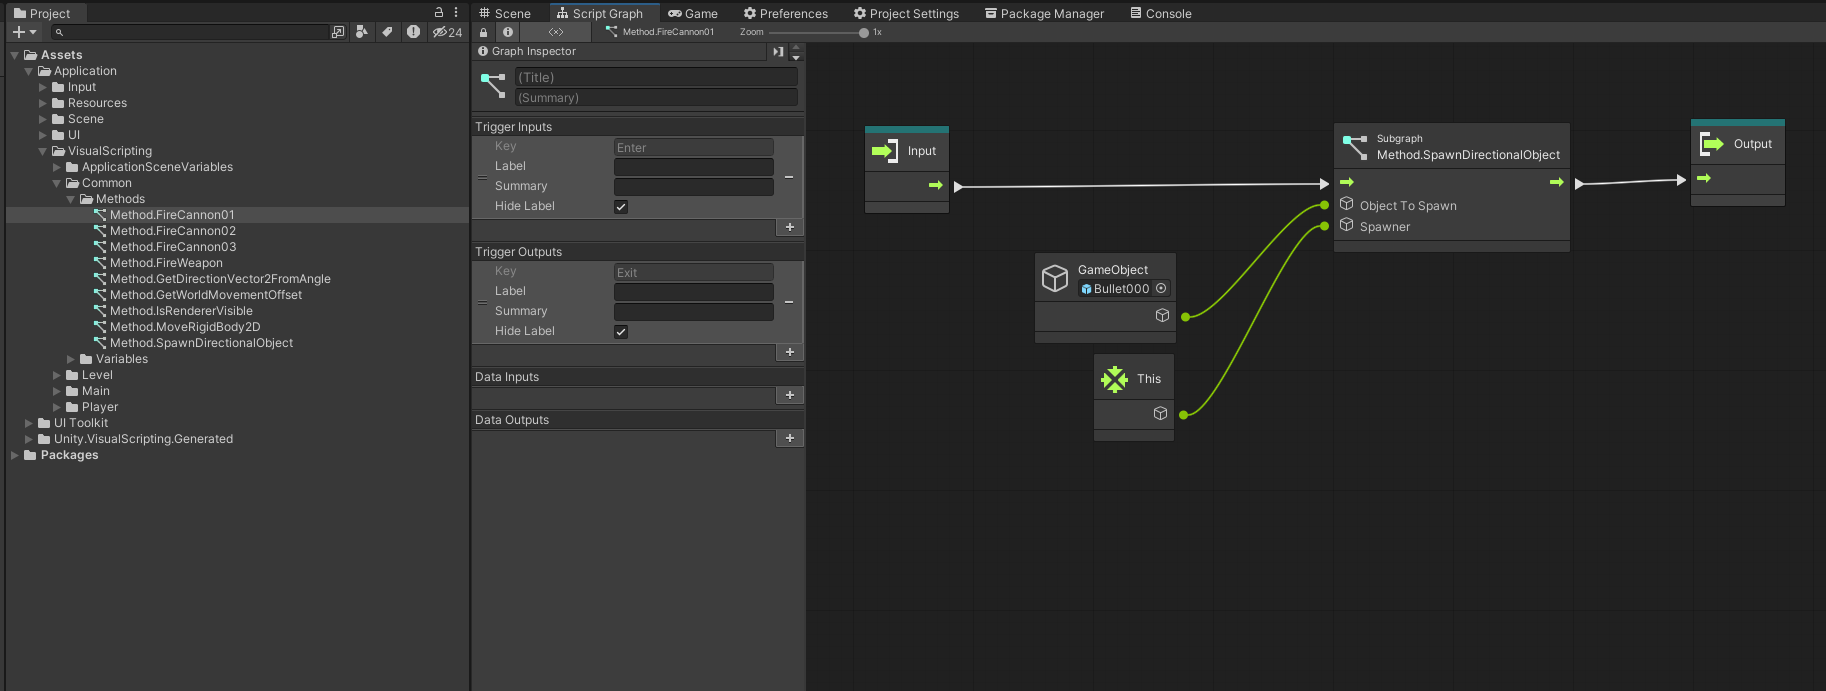 Project
24
Assets
Application
Input
Resources
Scene
UI
VisualScripting
ApplicationSceneVariables
Common
Methods
Method.FireCannon01
Method.FireCannon02
Method.FireCannon03
Method.FireWeapon
Method.GetDirectionVector2FromAngle
Method.GetWorldMovementOffset
Method.IsRendererVisible
Method.MoveRigidBody2D
Method.SpawnDirectionalObject
Variables
Level
Main
Player
UI Toolkit
Unity.VisualScripting.Generated
Packages
Scene
Script Graph
Game
Preferences
Project Settings
Package Manager
Console
<x>
Method.FireCannon01
Zoom
1x
Graph Inspector
(Title)
(Summary)
Trigger Inputs
Key
Enter
Label
Summary
Hide Label
Trigger Outputs
Key
Exit
Label
Summary
Hide Label
Data Inputs
Data Outputs
Input
GameObject
Bullet000
This
Subgraph
Method.SpawnDirectionalObject
Object To Spawn
Spawner
Output